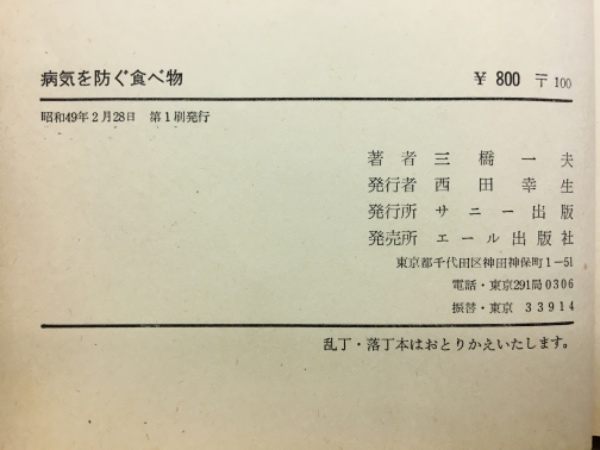 病気を防ぐ食べ物 ¥ 800 〒100
昭和49年2月28日 第1刷発行
著者 三橋一夫
発行者 西田幸生
発行所 サニー出版
発売所 エール出版社
東京都千代田区神田神保町1−51
電話・東京291局0306
振替・東京 33914
乱丁・落丁本はおとりかえいたします。